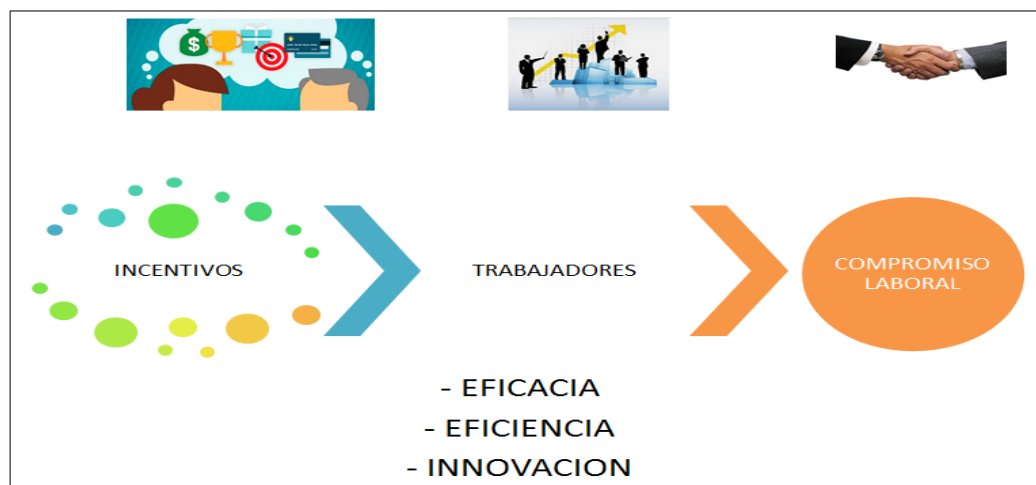 $
INCENTIVOS
TRABAJADORES
COMPROMISO
LABORAL
- EFICACIA
- EFICIENCIA
- INNOVACION